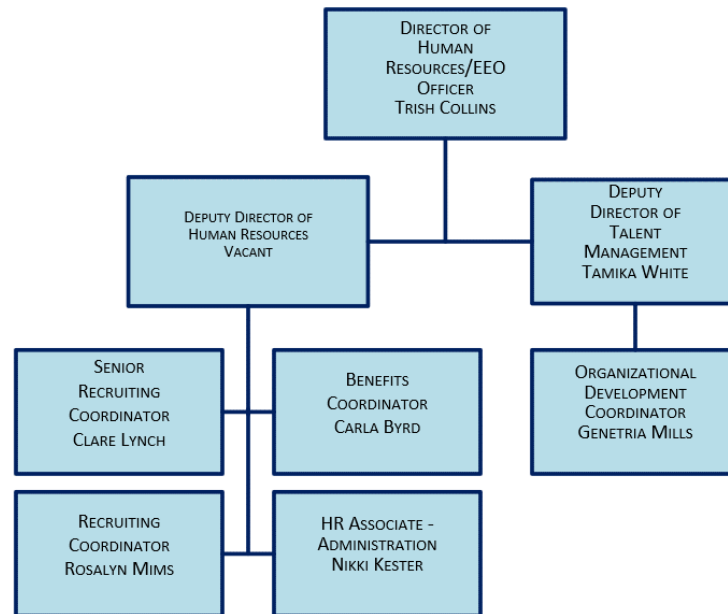 Director of
Human
Resources/EEO
Officer
Trish Collins
Deputy Director of
Human Resources
Vacant
Deputy
Director of
Talent
Management
Tamika White
Senior
Recruiting
Coordinator
Clare Lynch
Benefits
Coordinator
Carla Byrd
Organizational
Development
Coordinator
Genetria Mills
Recruiting
Coordinator
Rosalyn Mims
HR Associate -
Administration
Nikki Kester